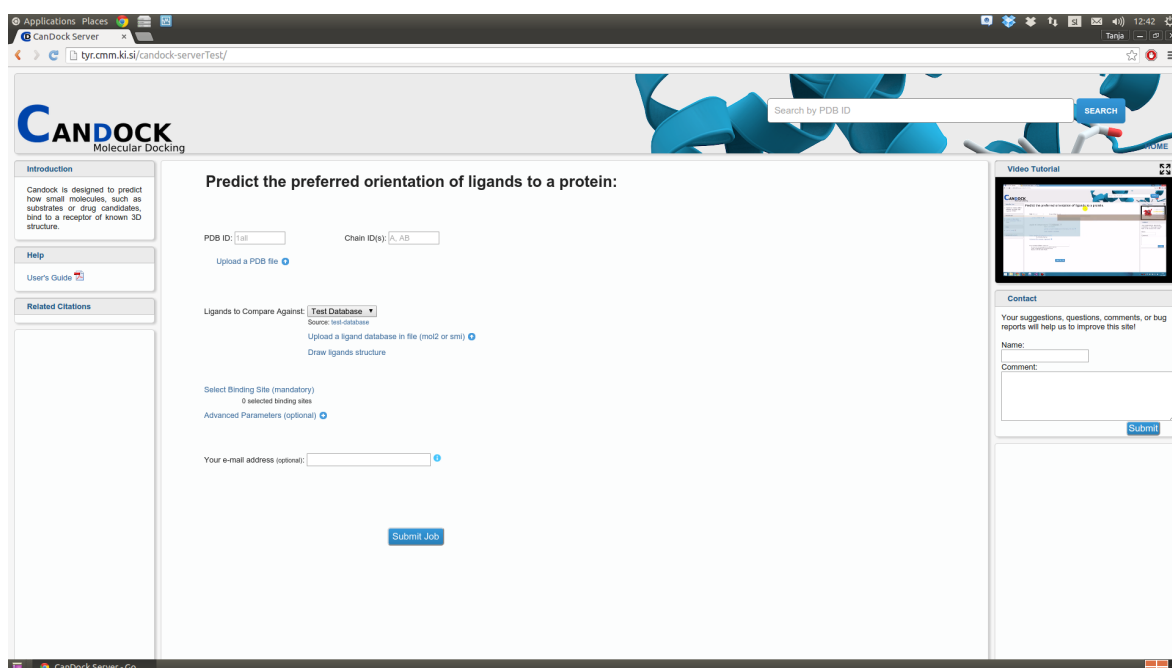 Applications Places
sl
12:42
CanDock Server
Tanja
tyr.cmm.ki.si/candock-serverTest/
CANDOCK
Molecular Docking
Search by PDB ID
SEARCH
HOME
Introduction
Candock is designed to predict
how small molecules, such as
substrates or drug candidates,
bind to a receptor of known 3D
structure.
Help
User's Guide
Related Citations
Predict the preferred orientation of ligands to a protein:
PDB ID: 1all Chain ID(s): A, AB
Upload a PDB file
Ligands to Compare Against: Test Database
Source: test-database
Upload a ligand database in file (mol2 or smi)
Draw ligands structure
Select Binding Site (mandatory)
0 selected binding sites
Advanced Parameters (optional)
Your e-mail address (optional):
Submit Job
Video Tutorial
Contact
Your suggestions, questions, comments, or bug
reports will help us to improve this site!
Name:
Comment:
Submit
CanDock Server - Go...